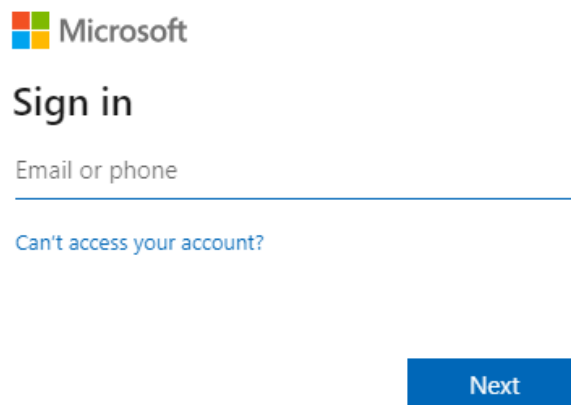 Microsoft
Sign in
Email or phone
Can't access your account?
Next